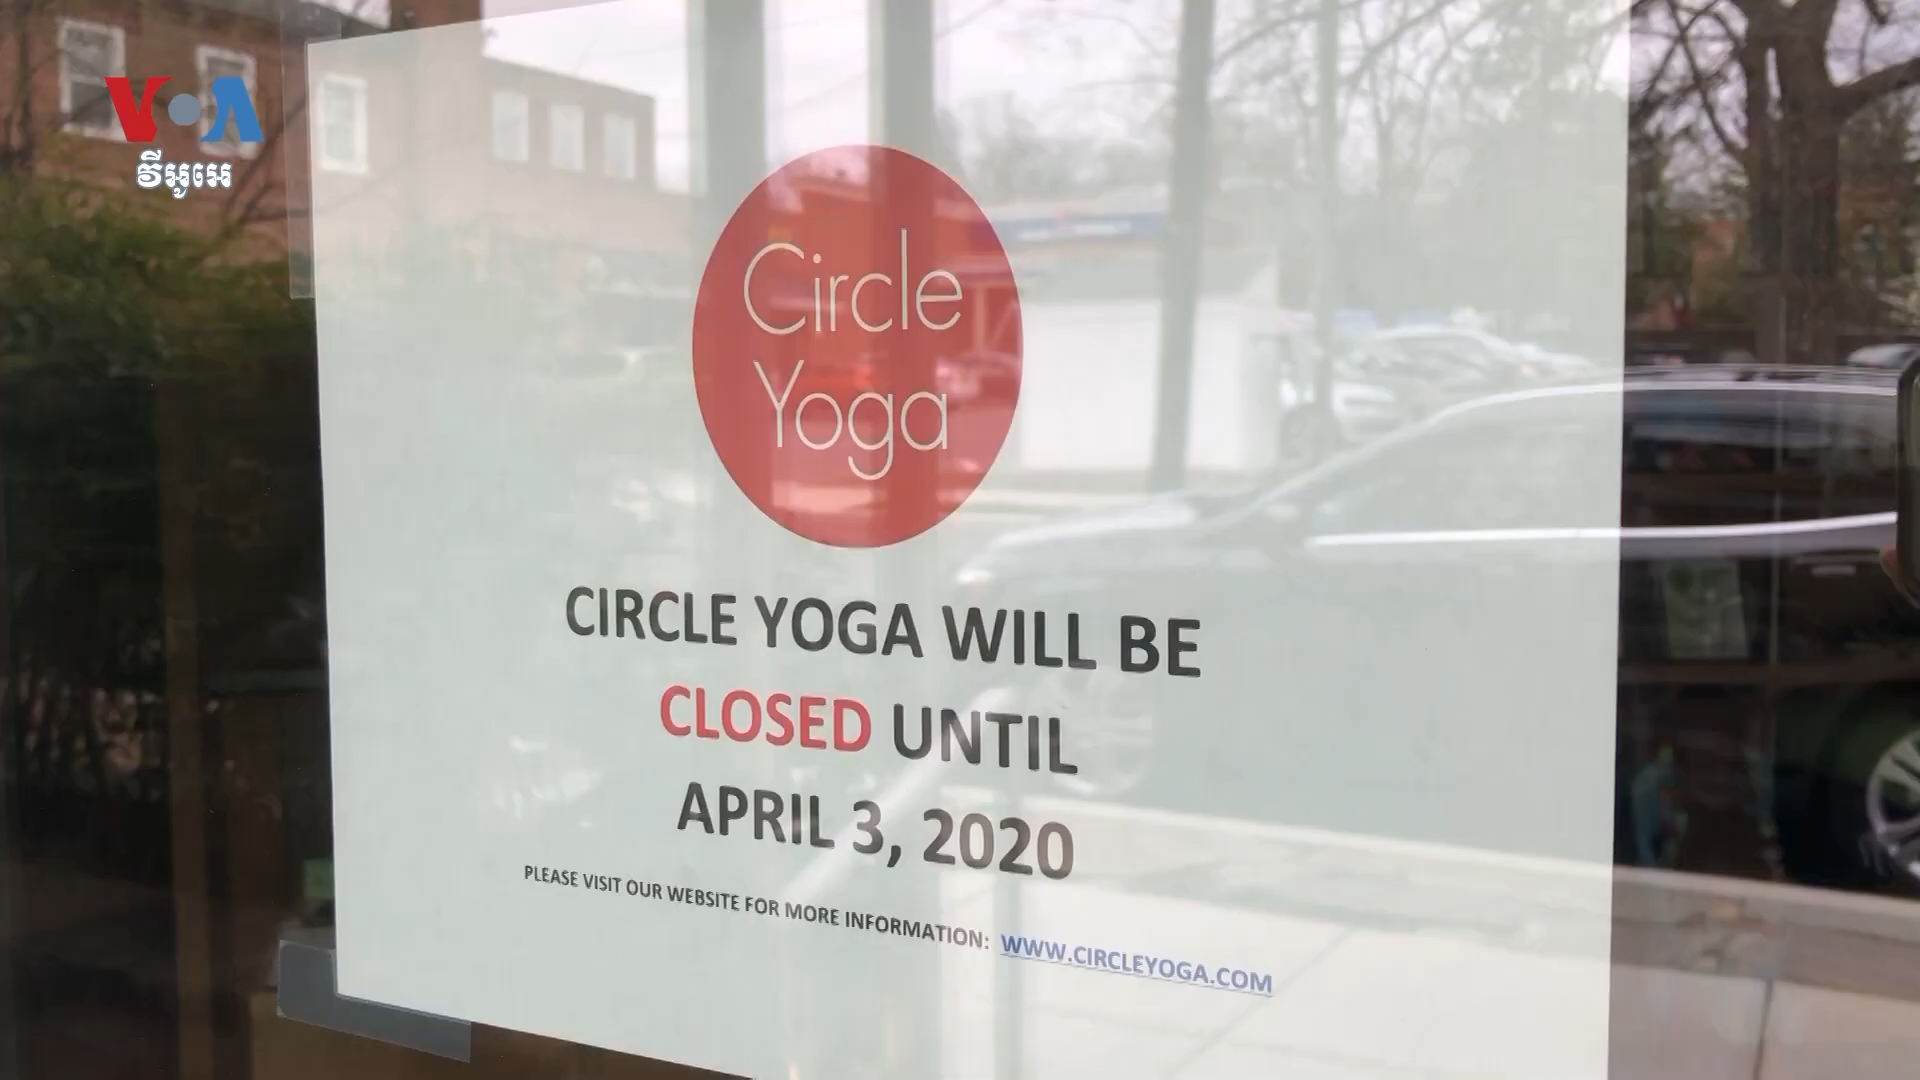 VOA
វីអូអេ
Circle
Yoga
CIRCLE YOGA WILL BE
CLOSED UNTIL
APRIL 3, 2020
PLEASE VISIT OUR WEBSITE FOR MORE INFORMATION: WWW.CIRCLEYOGA.COM